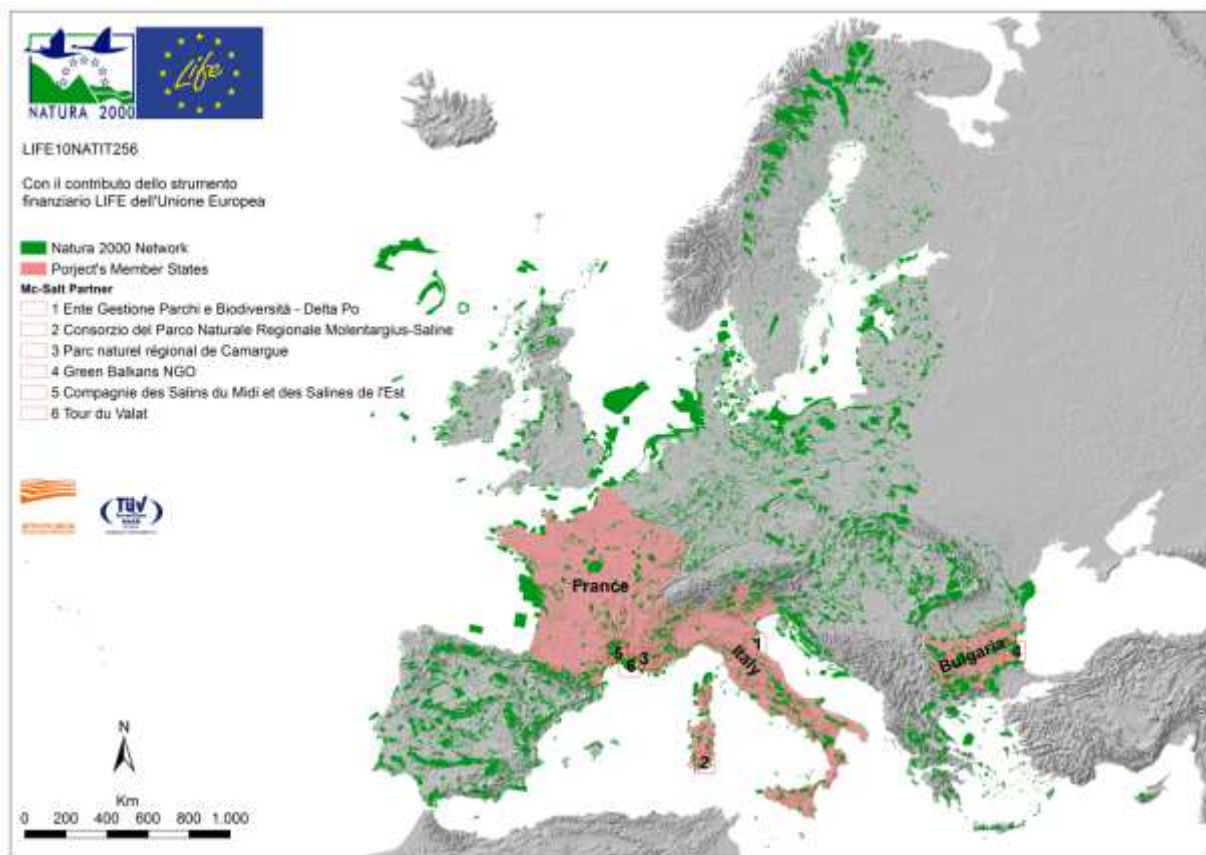 NATURA 2000
Life
LIFE10NATIT256
Con il contributo dello strumento
finanziario LIFE dell'Unione Europea
Natura 2000 Network
Porject's Member States
Mc-Salt Partner
1 Ente Gestione Parchi e Biodiversità - Delta Po
2 Consorzio del Parco Naturale Regionale Molentargius-Saline
3 Parc naturel régional de Camargue
4 Green Balkans NGO
5 Compagnie des Salins du Midi et des Salines de l'Est
6 Tour du Valat
TÜV
France
Italy
Bulgaria
1
5
6
3
2
4
N
Km
0 200 400 600 800 1.000